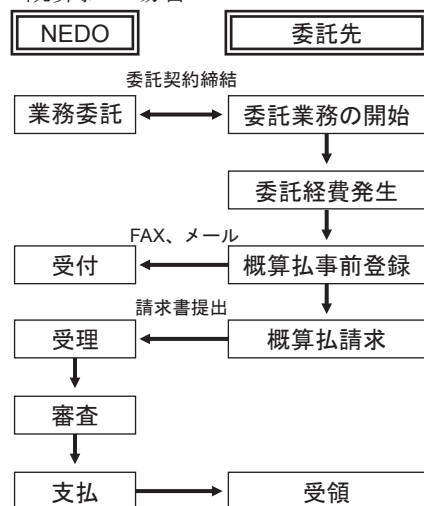 NEDO 委託先
委託契約締結
業務委託 委託業務の開始
委託経費発生
FAX、メール
受付 概算払事前登録
請求書提出
受理 概算払請求
審査
支払 受領